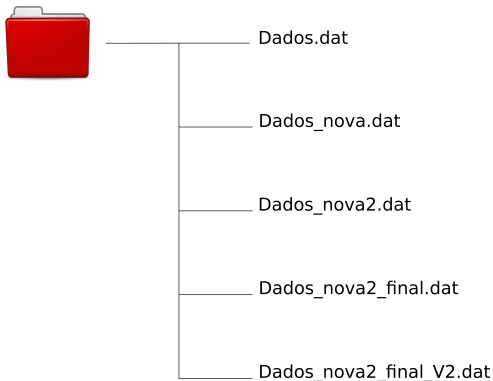 Dados.dat
Dados_nova.dat
Dados_nova2.dat
Dados_nova2_final.dat
Dados_nova2_final_V2.dat